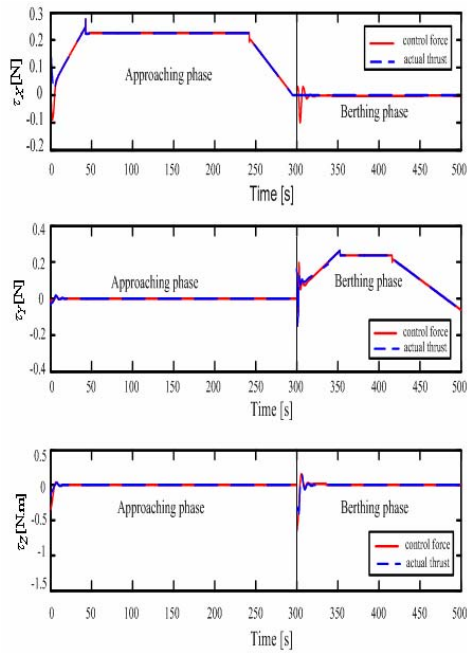 0.3
0.2
0.1
0
-0.1
-0.2
τX[N]
Approaching phase
Berthing phase
control force
actual thrust
0 50 100 150 200 250 300 350 400 450 500
Time [s]
0.4
0.2
0
-0.2
-0.4
τY[N]
Approaching phase
Berthing phase
control force
actual thrust
0 50 100 150 200 250 300 350 400 450 500
Time [s]
0.5
0
-0.5
-1
-1.5
τZ[N.m]
Approaching phase
Berthing phase
control force
actual thrust
0 50 100 150 200 250 300 350 400 450 500
Time [s]